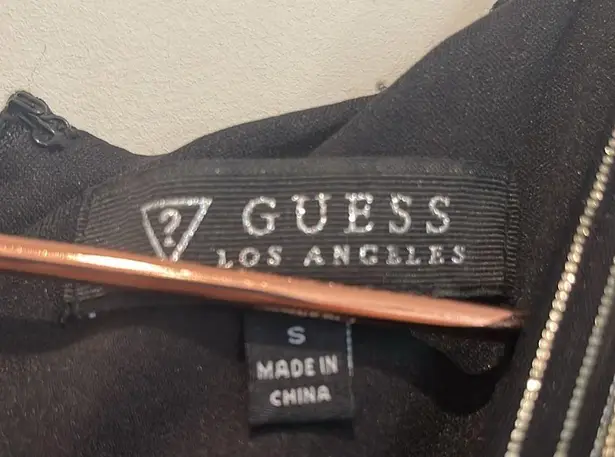 ?
GUESS
LOS ANGELES
S
MADE IN
CHINA